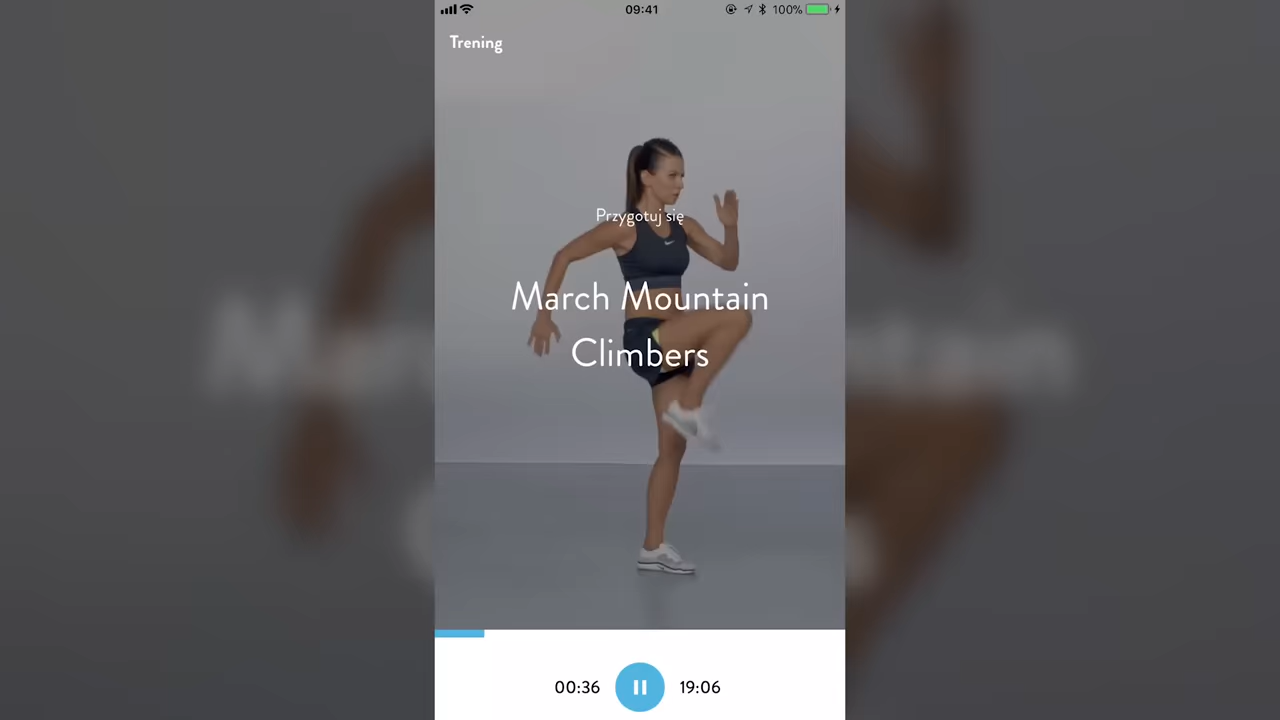 09:41
100%
Trening
Przygotuj się
March Mountain
Climbers
00:36
19:06